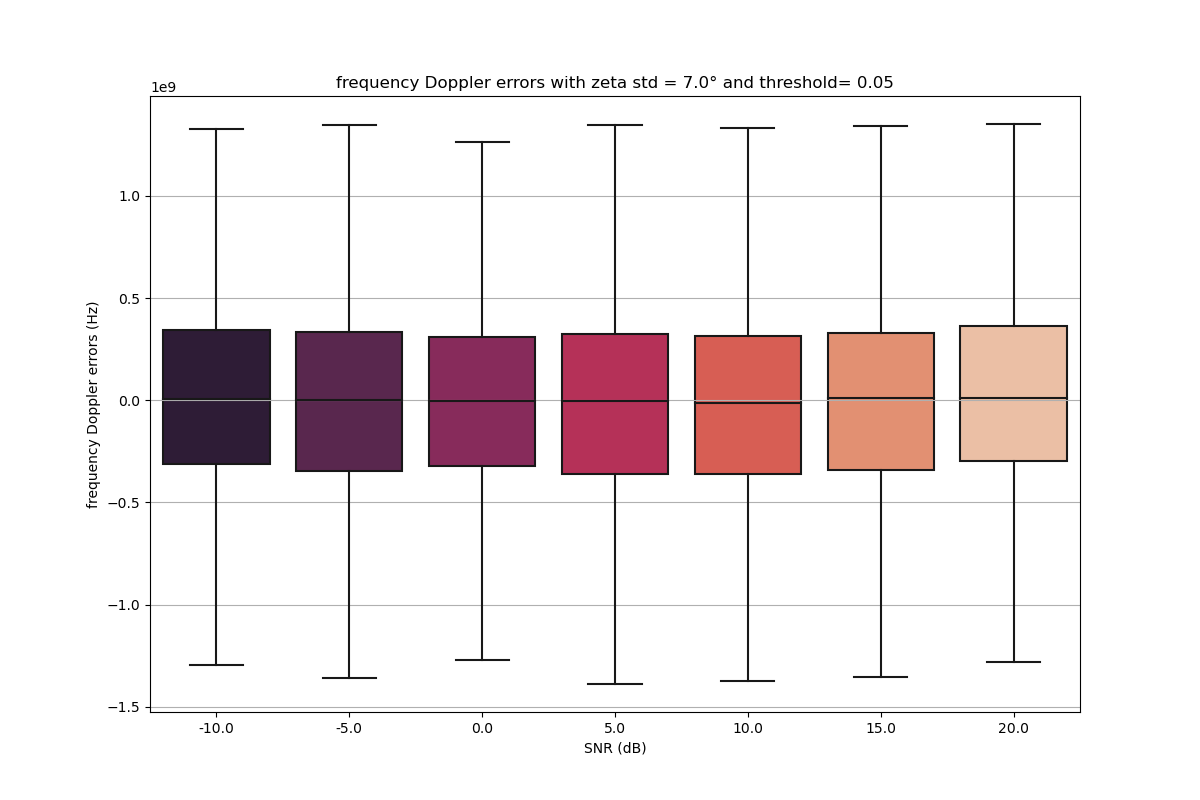 frequency Doppler errors with zeta std = 7.0° and threshold= 0.05
1e9
1.0
0.5
0.0
−0.5
−1.0
−1.5
frequency Doppler errors (Hz)
-10.0 -5.0 0.0 5.0 10.0 15.0 20.0
SNR (dB)